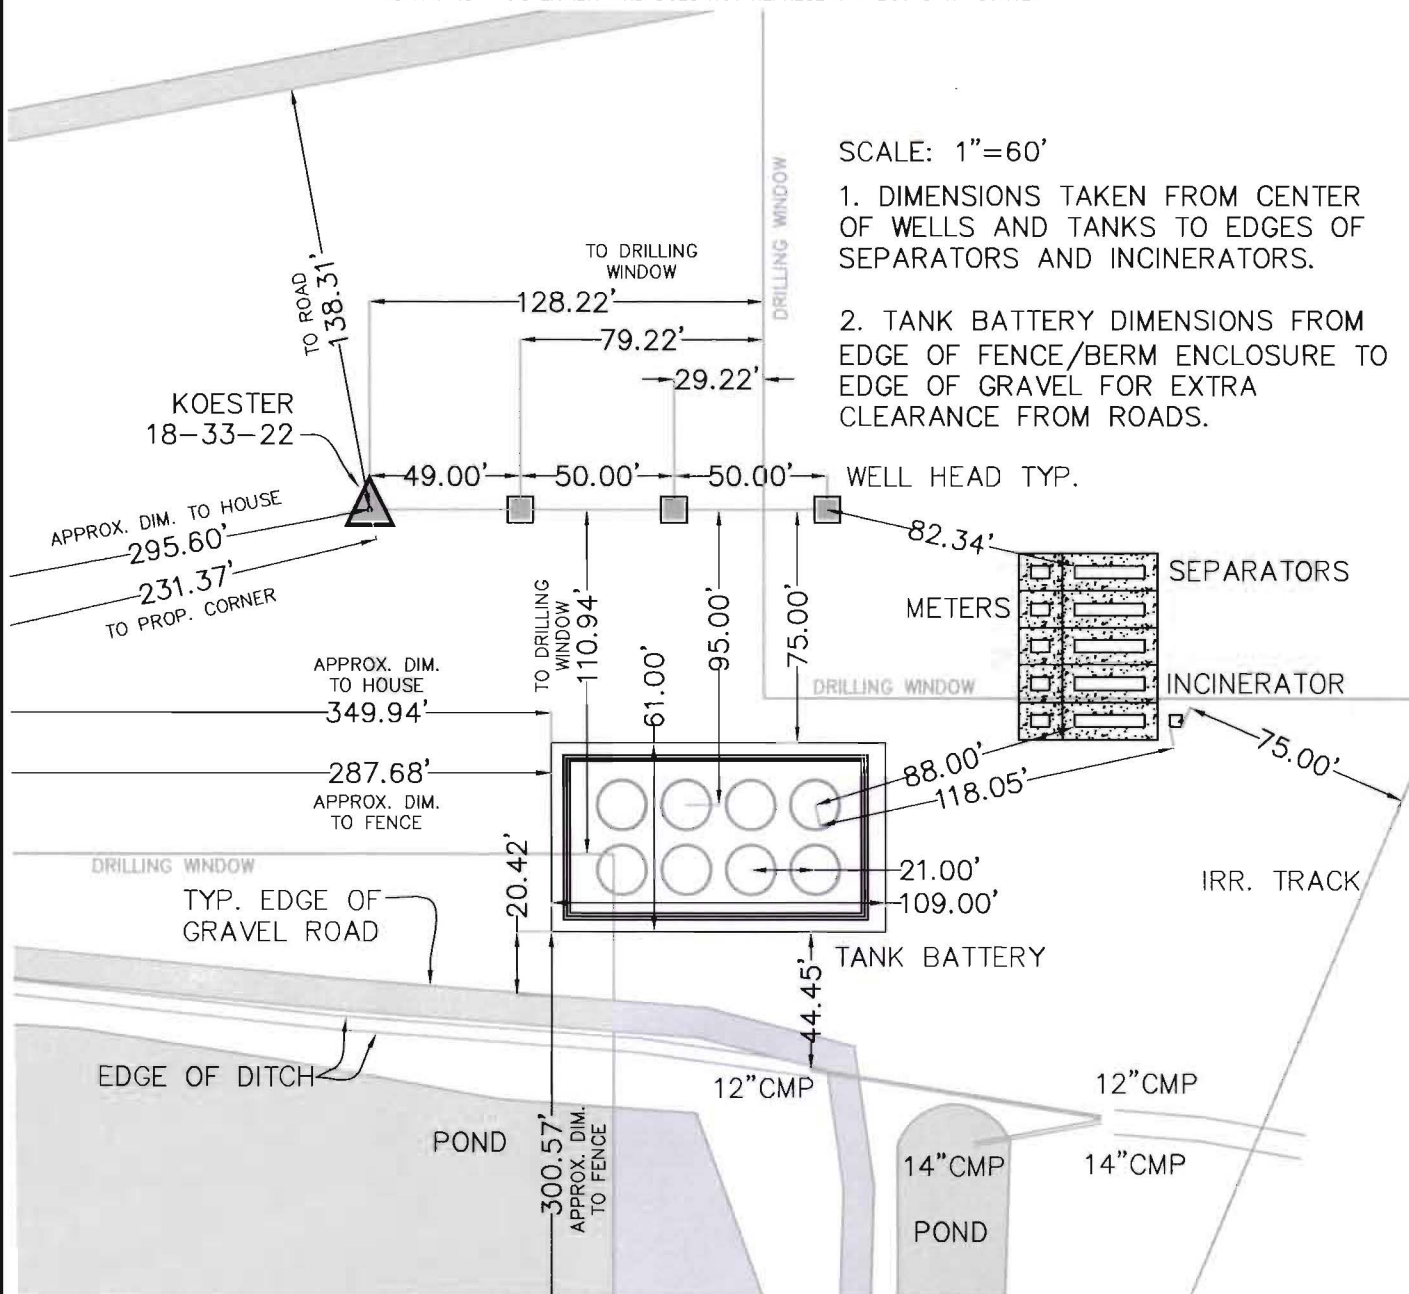 SCALE: 1"=60'
1. DIMENSIONS TAKEN FROM CENTER
OF WELLS AND TANKS TO EDGES OF
SEPARATORS AND INCINERATORS.
2. TANK BATTERY DIMENSIONS FROM
EDGE OF FENCE/BERM ENCLOSURE TO
EDGE OF GRAVEL FOR EXTRA
CLEARANCE FROM ROADS.
DRILLING WINDOW
TO DRILLING
WINDOW
128.22'
79.22'
29.22'
TO ROAD
138.31'
KOESTER
18-33-22
49.00'
50.00'
50.00'
WELL HEAD TYP.
APPROX. DIM. TO HOUSE
295.60'
231.37'
TO PROP. CORNER
82.34'
SEPARATORS
METERS
INCINERATOR
TO DRILLING
WINDOW
110.94'
61.00'
95.00'
75.00'
DRILLING WINDOW
APPROX. DIM.
TO HOUSE
349.94'
287.68'
APPROX. DIM.
TO FENCE
88.00'
118.05'
75.00'
DRILLING WINDOW
20.42'
21.00'
109.00'
IRR. TRACK
TYP. EDGE OF
GRAVEL ROAD
TANK BATTERY
44.45'
EDGE OF DITCH
12"CMP
12"CMP
POND
300.57'
APPROX. DIM.
TO FENCE
14"CMP
14"CMP
POND